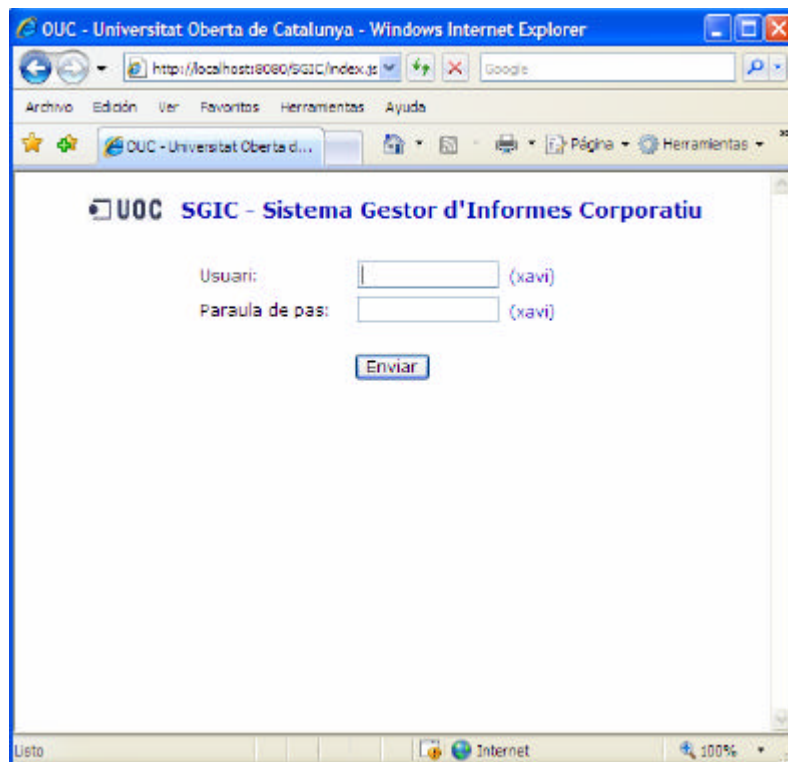 OUC - Universitat Oberta de Catalunya - Windows Internet Explorer
http://localhost:8080/SGIC/index.js
Google
Archivo Edición Ver Favoritos Herramientas Ayuda
OUC - Universitat Oberta d... Página Herramientas
UOC SGIC - Sistema Gestor d'Informes Corporatiu
Usuari: (xavi)
Paraula de pas: (xavi)
Enviar
Listo Internet 100%